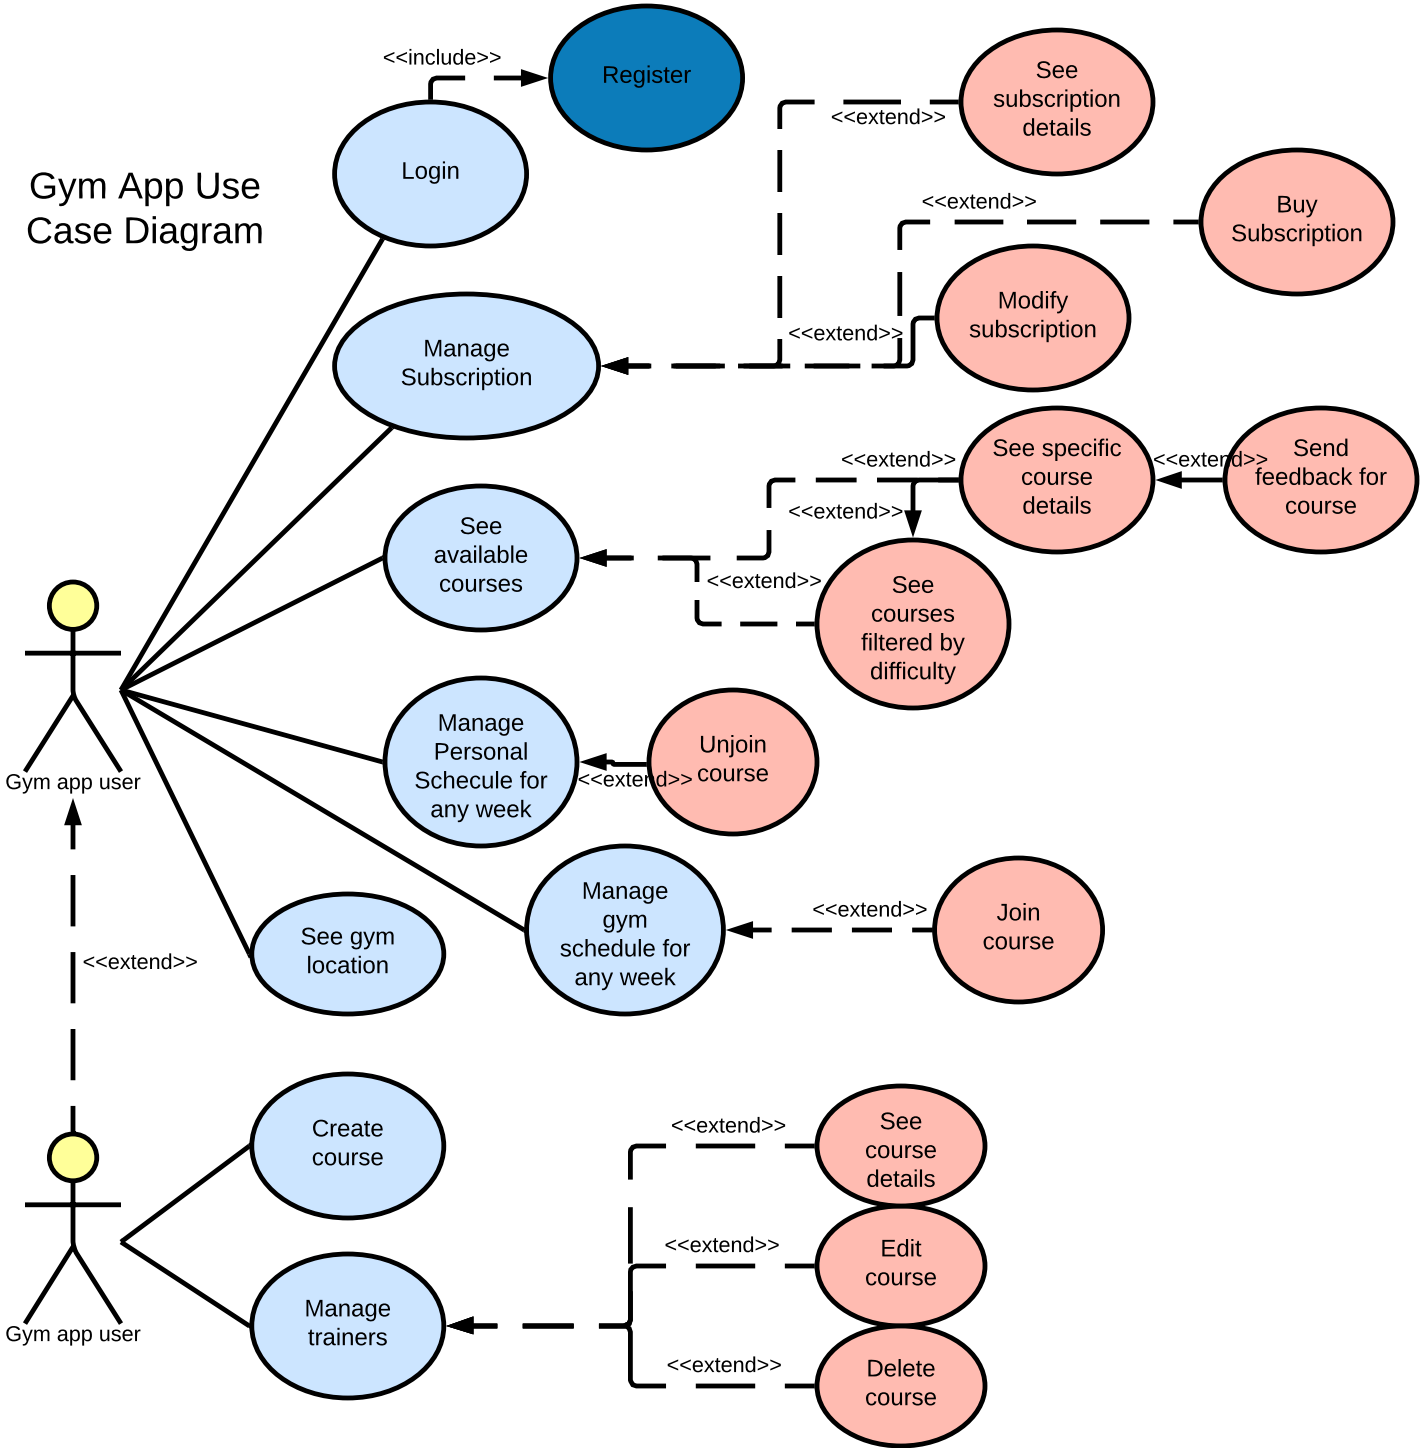 <<include>>
Register
See
subscription
details
<<extend>>
Login
Gym App Use
Case Diagram
<<extend>>
Buy
Subscription
Modify
subscription
<<extend>>
Manage
Subscription
See specific
course
details
<<extend>>
<<extend>>
Send
feedback for
course
<<extend>>
See
available
courses
<<extend>>
See
courses
filtered by
difficulty
Gym app user
Manage
Personal
Schecule for
any week
<<extend>>
Unjoin
course
Manage
gym
schedule for
any week
<<extend>>
Join
course
See gym
location
<<extend>>
Create
course
<<extend>>
See
course
details
<<extend>>
Edit
course
Gym app user
Manage
trainers
<<extend>>
Delete
course